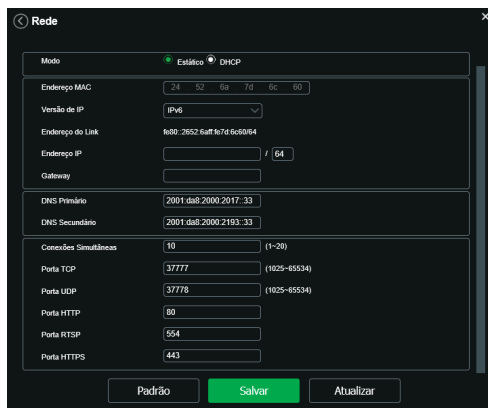 Rede
Modo Estático DHCP
Endereço MAC 24 52 6a 7d 6c 60
Versão de IP IPv6
Endereço do Link fe80::2652:6aff:fe7d:6c60/64
Endereço IP / 64
Gateway
DNS Primário 2001:da8:2000:2017::33
DNS Secundário 2001:da8:2000:2193::33
Conexões Simultâneas 10 (1~20)
Porta TCP 37777 (1025~65534)
Porta UDP 37778 (1025~65534)
Porta HTTP 80
Porta RTSP 554
Porta HTTPS 443
Padrão Salvar Atualizar